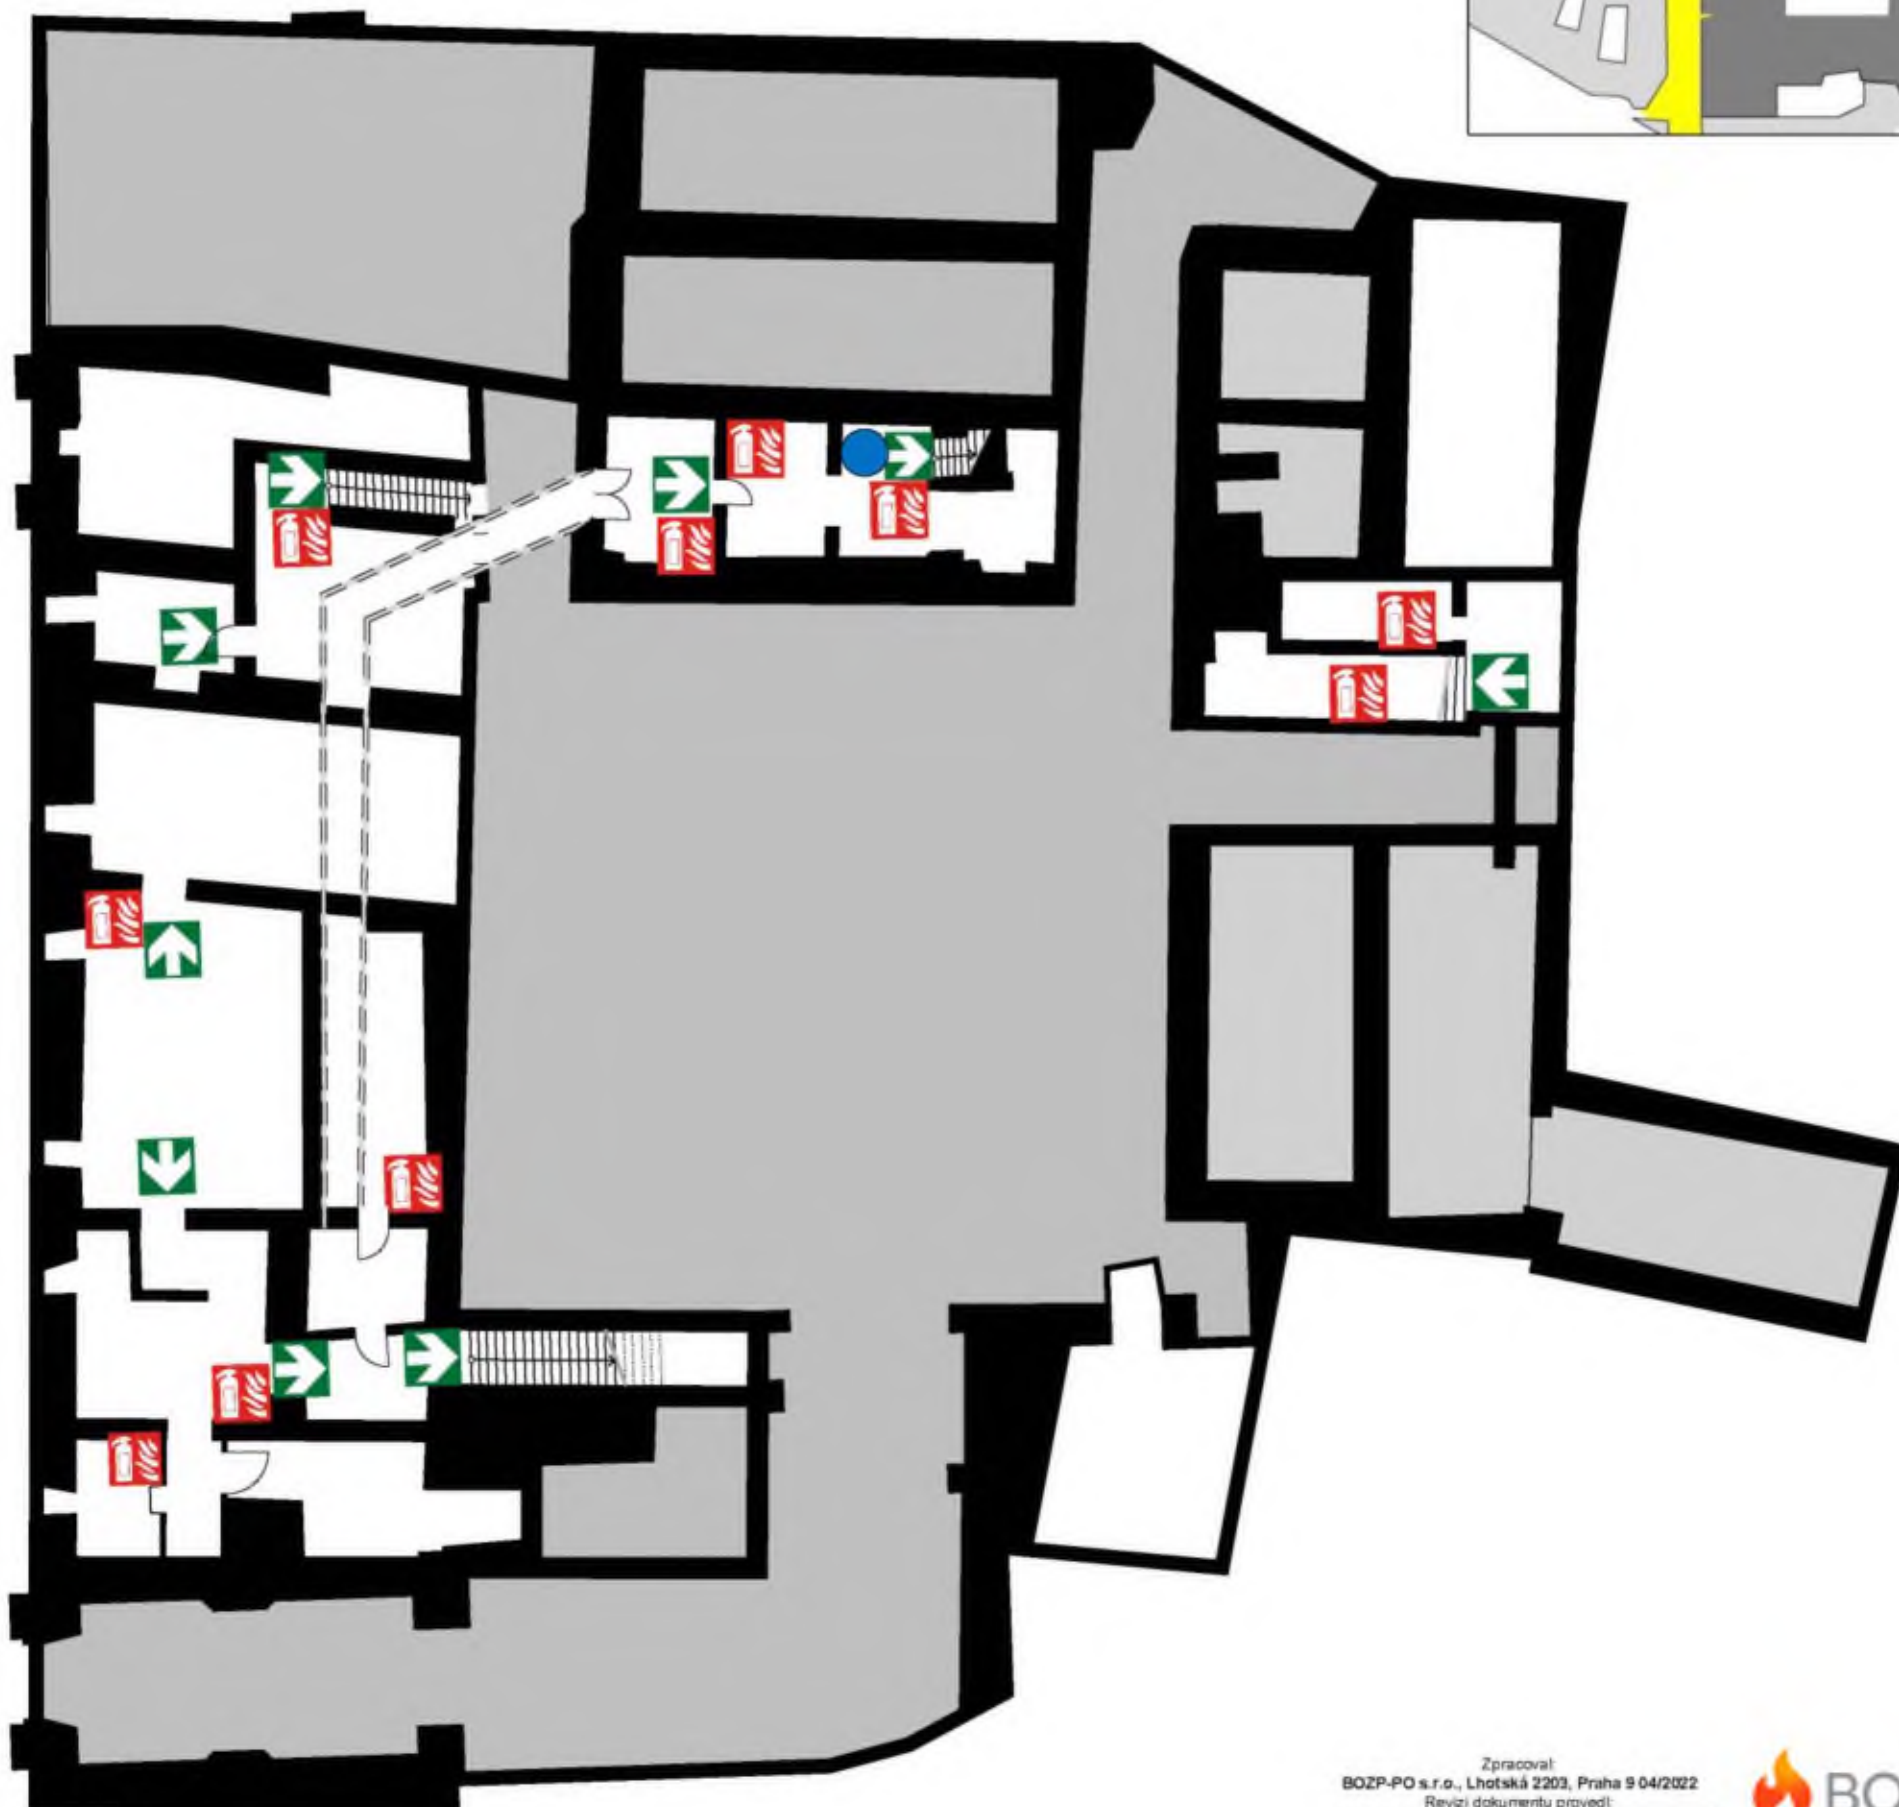 Zpracoval:
BOZP-PO s.r.o., Lhotská 2203, Praha 9 04/2022
Revizi dokumentu provedl:
BO